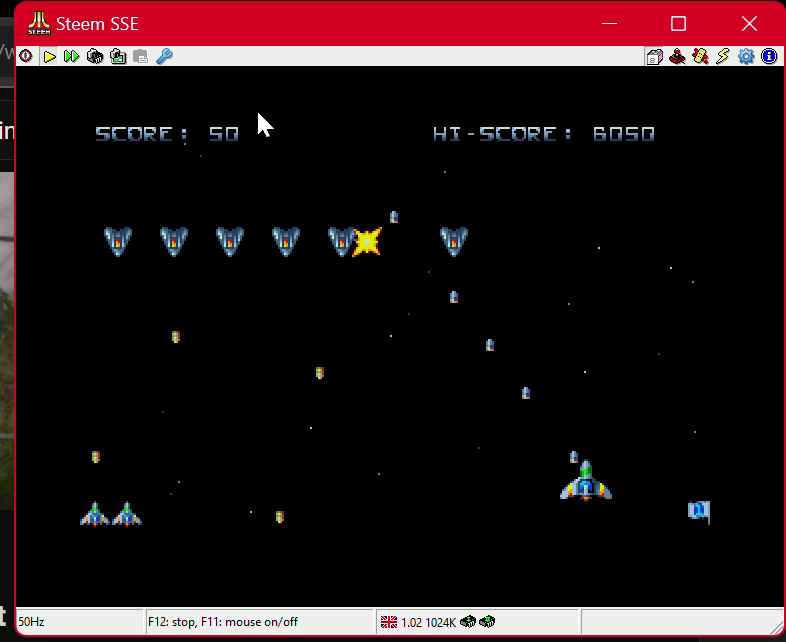 Steem SSE
SCORE: 50
HI-SCORE: 6050
50Hz
F12: stop, F11: mouse on/off
1.02 1024K